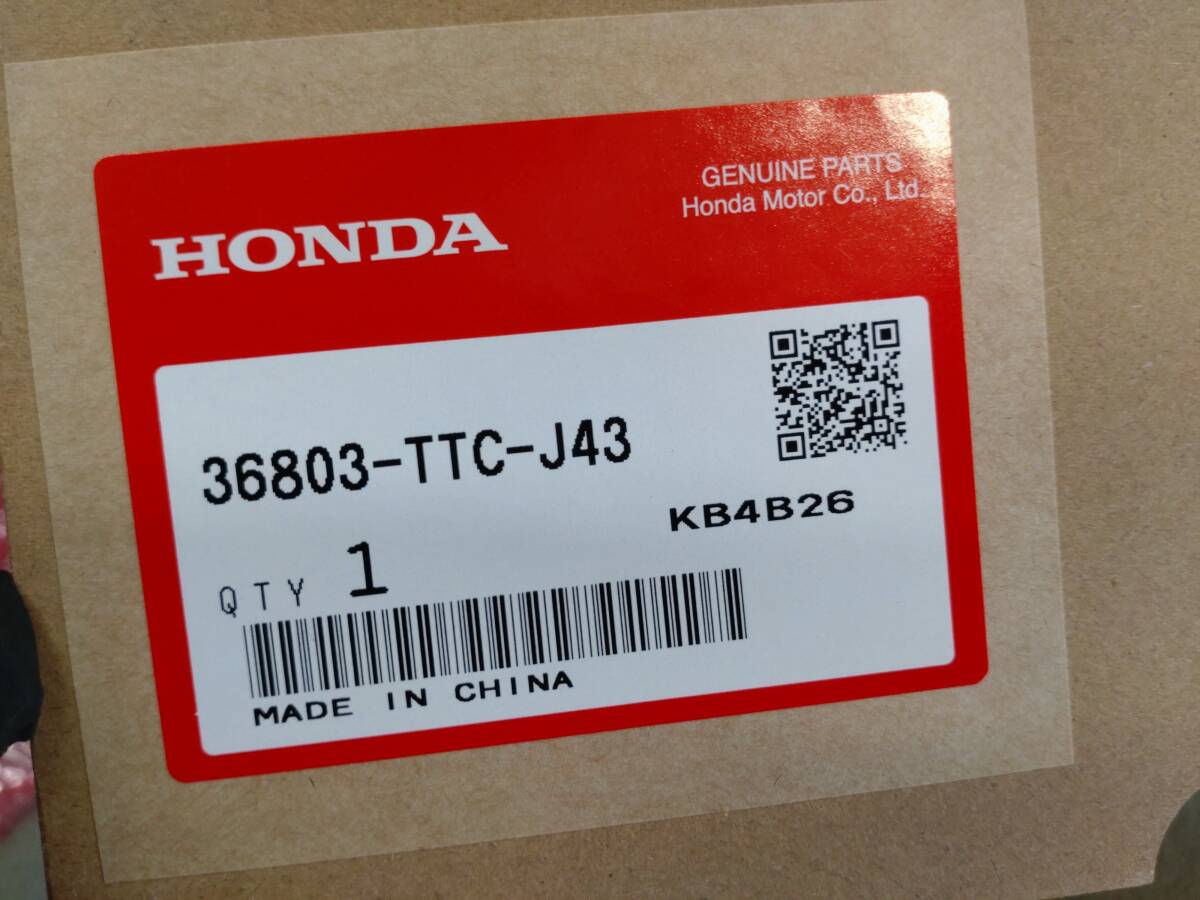 GENUINE PARTS
Honda Motor Co., Ltd.
HONDA
36803-TTC-J43
KB4B26
QTY 1
MADE IN CHINA